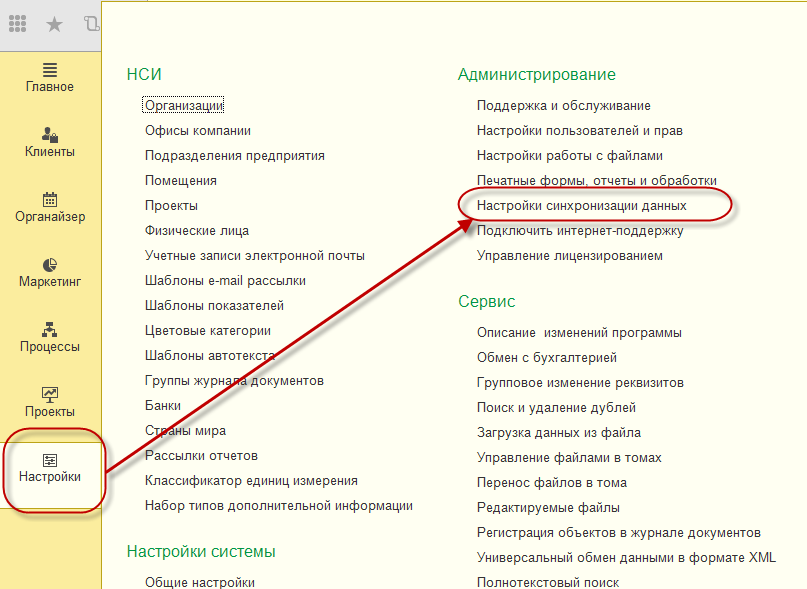 Главное
Клиенты
Органайзер
Маркетинг
Процессы
Проекты
Настройки
НСИ
Организации
Офисы компании
Подразделения предприятия
Помещения
Проекты
Физические лица
Учетные записи электронной почты
Шаблоны e-mail рассылки
Шаблоны показателей
Цветовые категории
Шаблоны автотекста
Группы журнала документов
Банки
Страны мира
Рассылки отчетов
Классификатор единиц измерения
Набор типов дополнительной информации
Настройки системы
Общие настройки
Администрирование
Поддержка и обслуживание
Настройки пользователей и прав
Настройки работы с файлами
Печатные формы, отчеты и обработки
Настройки синхронизации данных
Подключить интернет-поддержку
Управление лицензированием
Сервис
Описание  изменений программы
Обмен с бухгалтерией
Групповое изменение реквизитов
Поиск и удаление дублей
Загрузка данных из файла
Управление файлами в томах
Перенос файлов в тома
Редактируемые файлы
Регистрация объектов в журнале документов
Универсальный обмен данными в формате XML
Полнотекстовый поиск